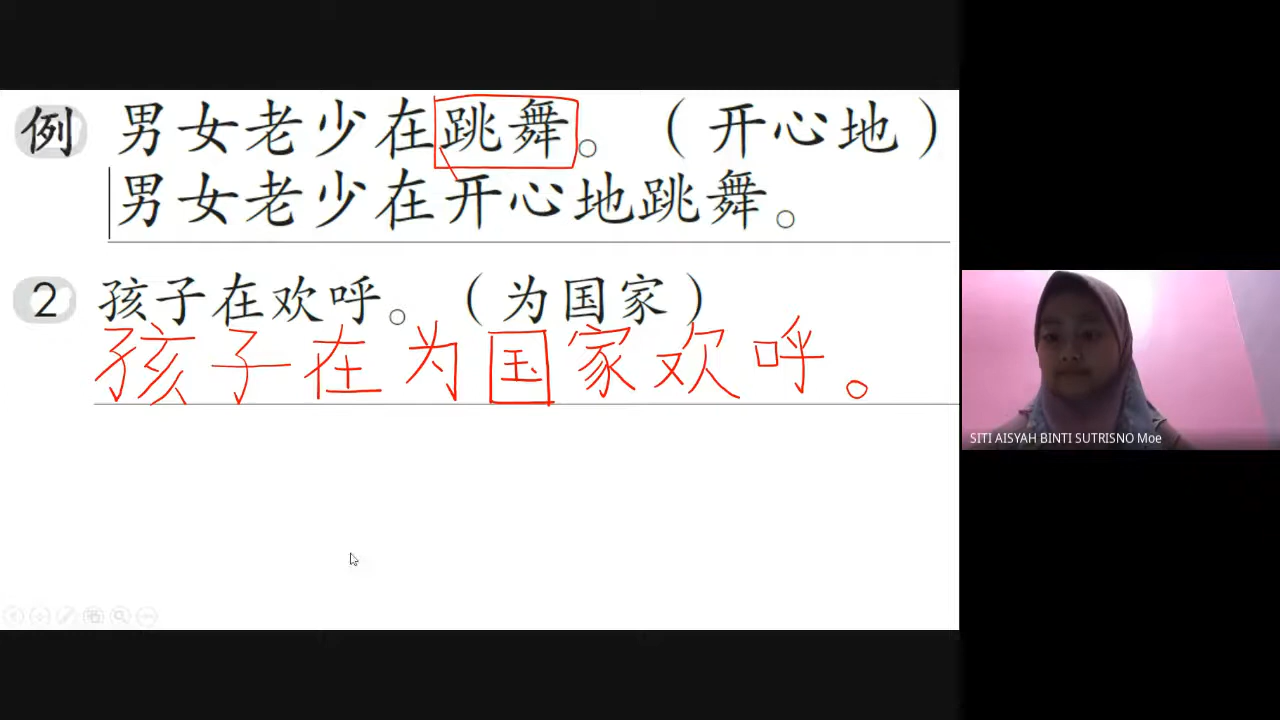 例 男女老少在跳舞。（开心地）
男女老少在开心地跳舞。
2 孩子在欢呼。（为国家）
孩子在为国家欢呼。
SITI AISYAH BINTI SUTRISNO Moe